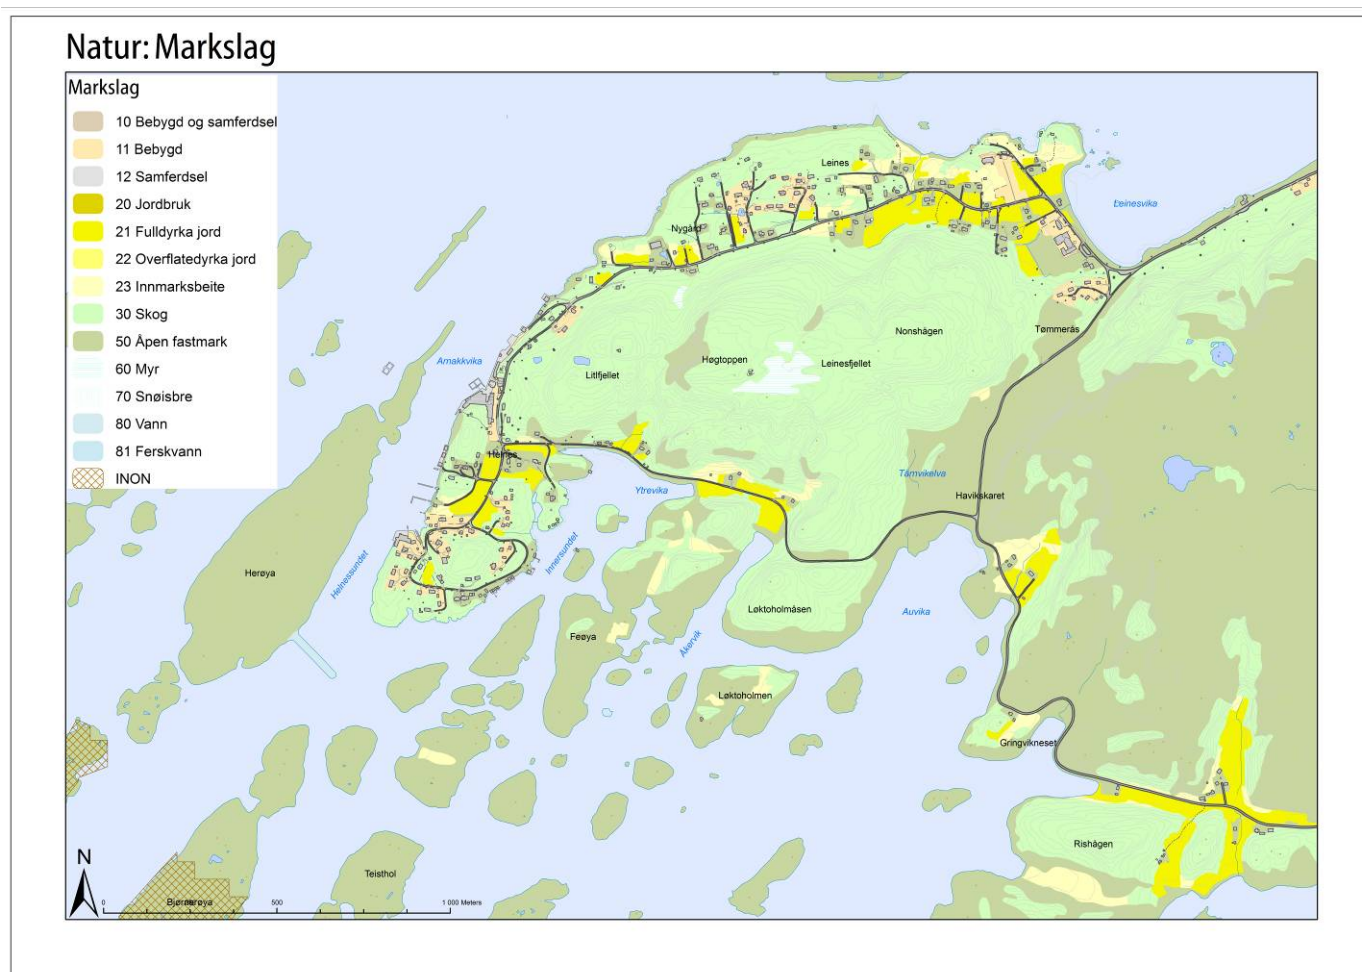 Natur: Markslag
Markslag
10 Bebygd og samferdsel
11 Bebygd
12 Samferdsel
20 Jordbruk
21 Fulldyrka jord
22 Overflatedyrka jord
23 Innmarksbeite
30 Skog
50 Åpen fastmark
60 Myr
70 Snøisbre
80 Vann
81 Ferskvann
INON
Leines
Leinesvika
Nygård
Nonshågen
Tømmerås
Arnakkvika
Høgtoppen
Leinesfjellet
Litlfjellet
Helnes
Tårnvikelva
Ytrevika
Havikskaret
Innersundet
Herøya
Helnessundet
Løktoholmåsen
Auvika
Feøya
Åkervik
Løktoholmen
Gringvikneset
Rishågen
Teisthol
N
0
500
1 000 Meters